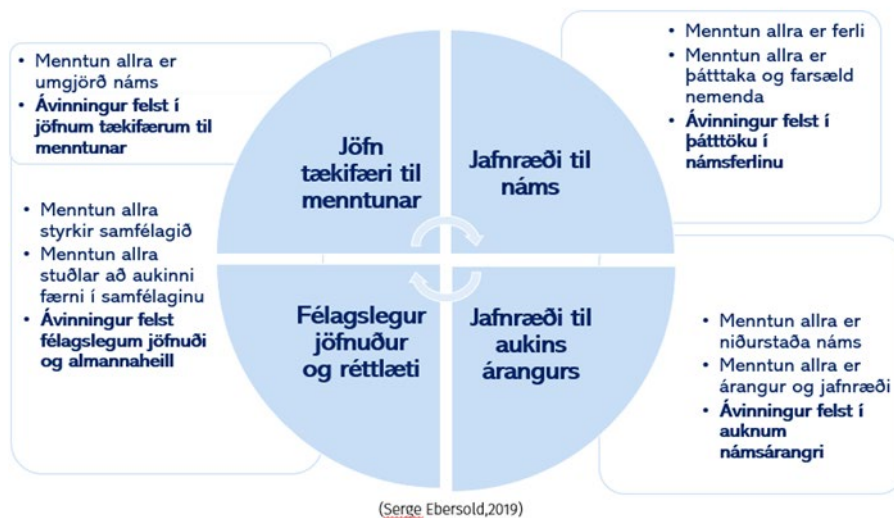 • Menntun allra er
umgjörð náms
• Ávinningur felst í
jöfnum tækifærum til
menntunar
Jöfn
tækifæri til
menntunar
Jafnræði til
náms
• Menntun allra er ferli
• Menntun allra er
þátttaka og farsæld
nemenda
• Ávinningur felst í
þátttöku í
námsferlinu
• Menntun allra
styrkir samfélagið
• Menntun allra
stuðlar að aukinni
færni í samfélaginu
• Ávinningur felst
félagslegum jöfnuði
og almannaheill
Félagslegur
jöfnuður
og réttlæti
Jafnræði til
aukins
árangurs
• Menntun allra er
niðurstaða náms
• Menntun allra er
árangur og jafnræði
• Ávinningur felst í
auknum
námsárangri
(Serge Ebersold,2019)